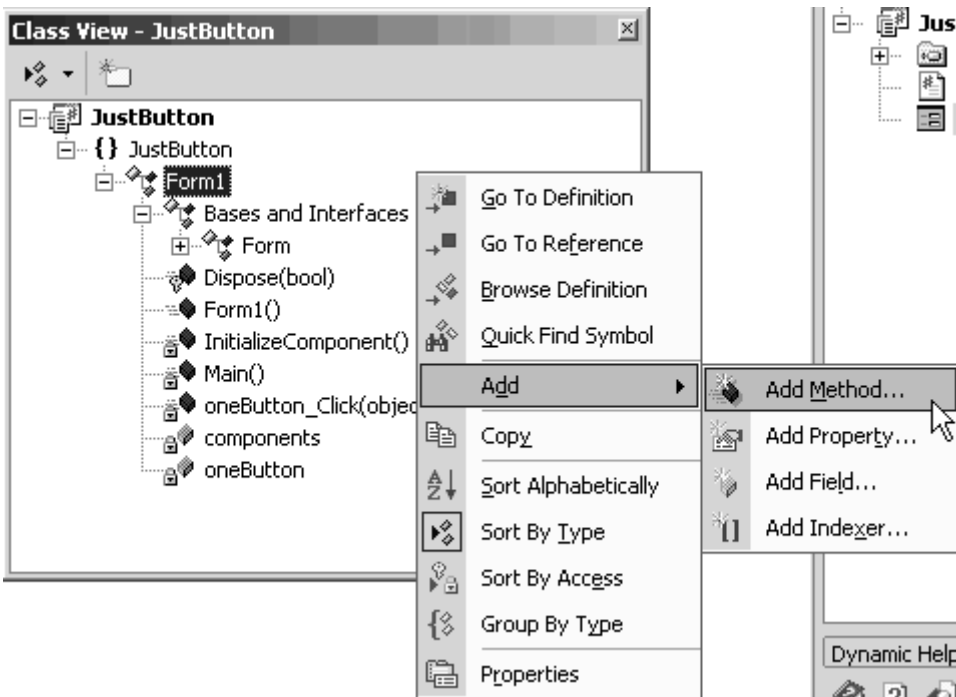 Class View - JustButton
JustButton
{ } JustButton
Form1
Bases and Interfaces
Form
Dispose(bool)
Form1()
InitializeComponent()
Main()
oneButton_Click(objec
components
oneButton
Go To Definition
Go To Reference
Browse Definition
Quick Find Symbol
Add
Copy
Sort Alphabetically
Sort By Type
Sort By Access
Group By Type
Properties
Add Method...
Add Property...
Add Field...
Add Indexer...
Jus
Dynamic Help